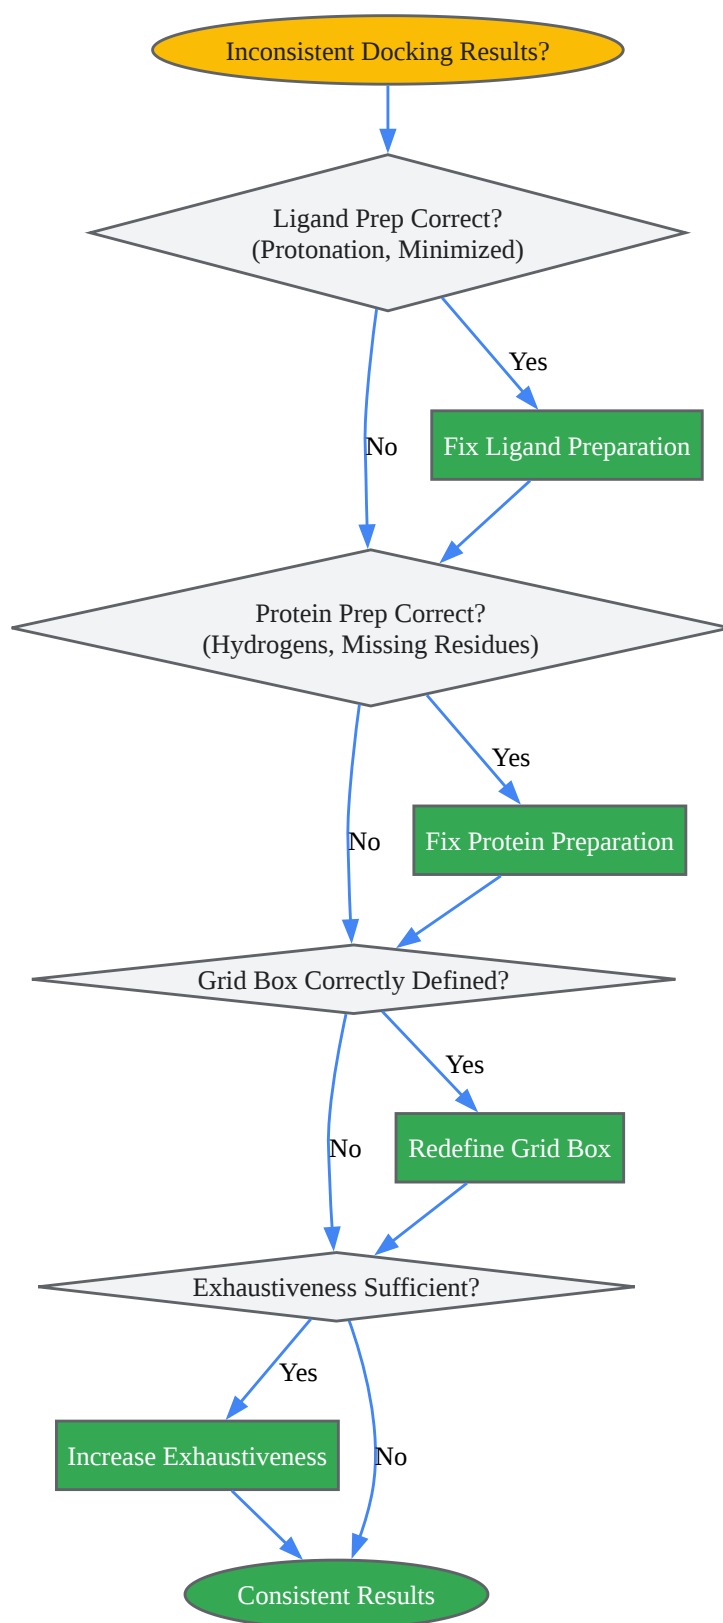 Inconsistent Docking Results?
Ligand Prep Correct?
(Protonation, Minimized)
Yes
No
Fix Ligand Preparation
Protein Prep Correct?
(Hydrogens, Missing Residues)
Yes
No
Fix Protein Preparation
Grid Box Correctly Defined?
Yes
No
Redefine Grid Box
Exhaustiveness Sufficient?
Yes
Increase Exhaustiveness
No
Consistent Results